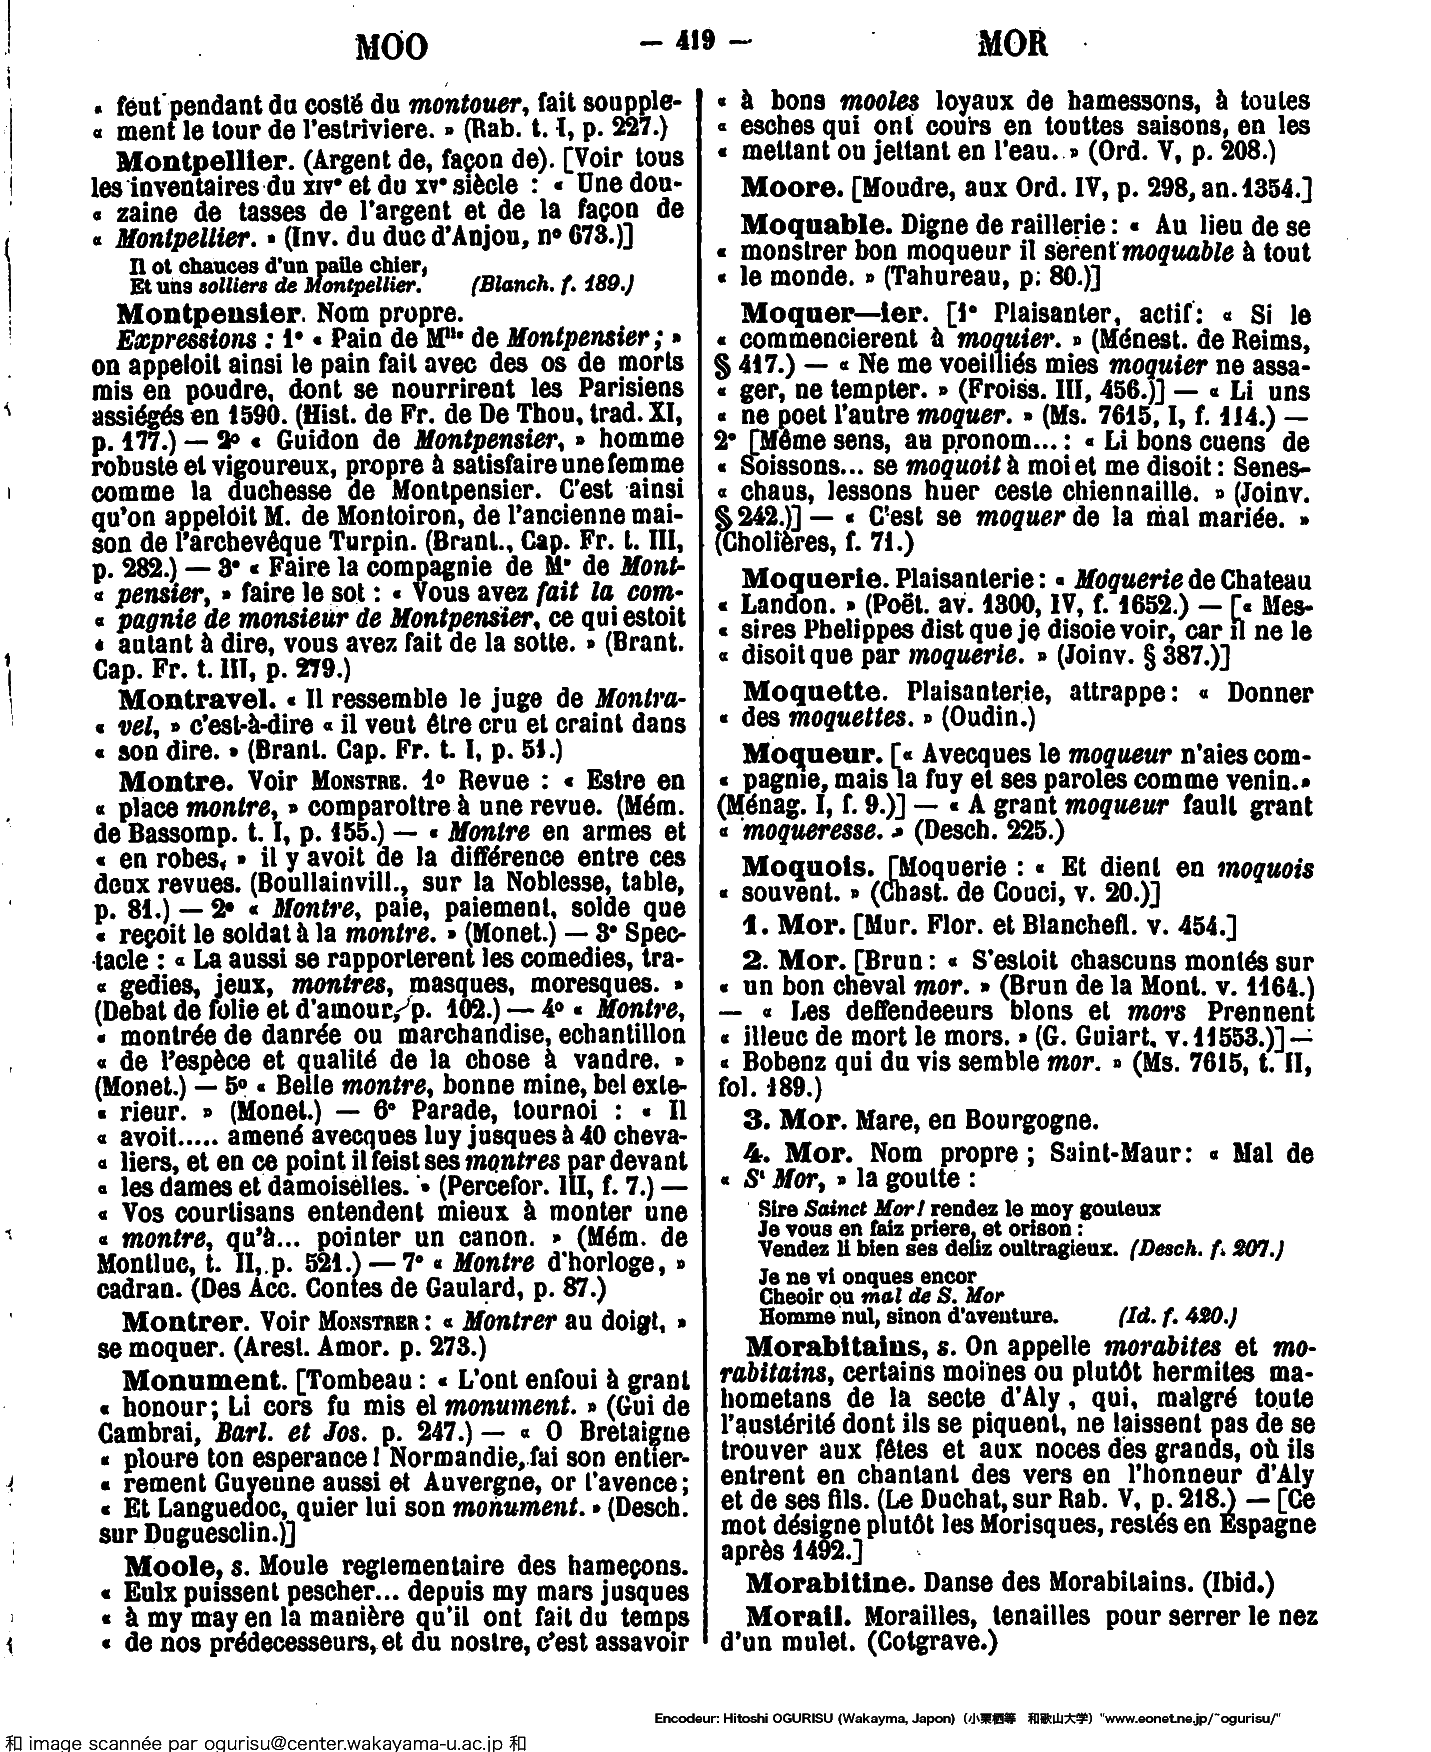 MOO — 419 — MOR
« feut pendant du costé du montouer, fait soupple-
« ment le tour de l'estriviere. » (Rab. t. I, p. 227.)
Montpellier. (Argent de, façon de). [Voir tous
les inventaires du XIVe et du XVe siècle : « Une dou-
« zaine de tasses de l'argent et de la façon de
« Montpellier. » (Inv. du duc d'Anjou, no 673.)]
Il ot chauces d'un paile chier,
Et uns solliers de Montpellier. (Blanch. f. 189.)
Montpensier. Nom propre.
Expressions : 1° « Pain de Mlle de Montpensier ; »
on appeloit ainsi le pain fait avec des os de morts
mis en poudre, dont se nourrirent les Parisiens
assiégés en 1590. (Hist. de Fr. de De Thou, trad. XI,
p. 177.) — 2° « Guidon de Montpensier, » homme
robuste et vigoureux, propre à satisfaire une femme
comme la duchesse de Montpensier. C'est ainsi
qu'on appeloit M. de Montoiron, de l'ancienne mai-
son de l'archevêque Turpin. (Brant., Cap. Fr. t. III,
p. 282.) — 3° « Faire la compagnie de Mr de Mont-
« pensier, » faire le sot : « Vous avez fait la com-
« pagnie de monsieur de Montpensier, ce qui estoit
« autant à dire, vous avez fait de la sotte. » (Brant.
Cap. Fr. t. III, p. 279.)
Montravel. « Il ressemble le juge de Montra-
« vel, » c'est-à-dire « il veut être cru et craint dans
« son dire. » (Brant. Cap. Fr. t. I, p. 51.)
Montre. Voir MONSTRE. 1° Revue : « Estre en
« place montre, » comparoître à une revue. (Mém.
de Bassomp. t. I, p. 155.) — « Montre en armes et
« en robes, » il y avoit de la différence entre ces
deux revues. (Boullainvill., sur la Noblesse, table,
p. 81.) — 2° « Montre, paie, paiement, solde que
« reçoit le soldat à la montre. » (Monet.) — 3° Spec-
tacle : « La aussi se rapporterent les comedies, tra-
« gedies, jeux, montres, masques, moresques. »
(Debat de folie et d'amour, p. 102.) — 4° « Montre,
« montrée de danrée ou marchandise, echantillon
« de l'espèce et qualité de la chose à vandre. »
(Monet.) — 5° « Belle montre, bonne mine, bel exte-
« rieur. » (Monet.) — 6° Parade, tournoi : « Il
« avoit..... amené avecques luy jusques à 40 cheva-
« liers, et en ce point il feist ses montres par devant
« les dames et damoiselles. » (Percefor. III, f. 7.) —
« Vos courtisans entendent mieux à monter une
« montre, qu'à... pointer un canon. » (Mém. de
Montluc, t. II, p. 521.) — 7° « Montre d'horloge, »
cadran. (Des Acc. Contes de Gaulard, p. 87.)
Montrer. Voir MONSTRER : « Montrer au doigt, »
se moquer. (Arest. Amor. p. 273.)
Monument. [Tombeau : « L'ont enfoui à grant
« honour ; Li cors fu mis el monument. » (Gui de
Cambrai, Barl. et Jos. p. 247.) — « O Bretaigne
« ploure ton esperance ! Normandie, fai son entier-
« rement Guyenne aussi et Auvergne, or t'avence ;
« Et Languedoc, quier lui son monument. » (Desch.
sur Duguesclin.)]
Moole, s. Moule reglementaire des hameçons.
« Eulx puissent pescher... depuis my mars jusques
« à my may en la manière qu'il ont fait du temps
« de nos prédecesseurs, et du nostre, c'est assavoir
« à bons mooles loyaux de hamessons, à toutes
« esches qui ont cours en touttes saisons, en les
« mettant ou jettant en l'eau. » (Ord. V, p. 208.)
Moore. [Moudre, aux Ord. IV, p. 298, an. 1354.]
Moquable. Digne de raillerie : « Au lieu de se
« monstrer bon moqueur il serent moquable à tout
« le monde. » (Tahureau, p. 80.)]
Moquer—ier. [1° Plaisanter, actif : « Si le
« commencierent à moquier. » (Ménest. de Reims,
§ 417.) — « Ne me voeilliés mies moquier ne assa-
« ger, ne tempter. » (Froiss. III, 456.)] — « Li uns
« ne poet l'autre moquer. » (Ms. 7615, I, f. 114.) —
2° [Même sens, au pronom... : « Li bons cuens de
« Soissons... se moquoit à moi et me disoit : Senes-
« chaus, lessons huer ceste chiennaille. » (Joinv.
§ 242.)] — « C'est se moquer de la mal mariée. »
(Cholières, f. 71.)
Moquerie. Plaisanterie : « Moquerie de Chateau
« Landon. » (Poët. av. 1300, IV, f. 1652.) — [« Mes-
« sires Phelippes dist que je disoie voir, car il ne le
« disoit que par moquerie. » (Joinv. § 387.)]
Moquette. Plaisanterie, attrappe : « Donner
« des moquettes. » (Oudin.)
Moqueur. [« Avecques le moqueur n'aies com-
« pagnie, mais la fuy et ses paroles comme venin. »
(Ménag. I, f. 9.)] — « A grant moqueur fault grant
« moqueresse. » (Desch. 225.)
Moquois. [Moquerie : « Et dient en moquois
« souvent. » (Chast. de Couci, v. 20.)]
1. Mor. [Mur. Flor. et Blanchefl. v. 454.]
2. Mor. [Brun : « S'estoit chascuns montés sur
« un bon cheval mor. » (Brun de la Mont. v. 1164.)
— « Les deffendeeurs blons et mors Prennent
« illeuc de mort le mors. » (G. Guiart, v. 11553.)] —
« Bobenz qui du vis semble mor. » (Ms. 7615, t. II,
fol. 189.)
3. Mor. Mare, en Bourgogne.
4. Mor. Nom propre ; Saint-Maur : « Mal de
« St Mor, » la goutte :
Sire Sainct Mor ! rendez le moy gouteux
Je vous en faiz priere, et orison :
Vendez li bien ses deliz oultragieux. (Desch. f. 207.)
Je ne vi onques encor
Cheoir ou mal de S. Mor
Homme nul, sinon d'aventure. (Id. f. 420.)
Morabitains, s. On appelle morabites et mo-
rabitains, certains moines ou plutôt hermites ma-
hometans de la secte d'Aly, qui, malgré toute
l'austérité dont ils se piquent, ne laissent pas de se
trouver aux fêtes et aux noces des grands, où ils
entrent en chantant des vers en l'honneur d'Aly
et de ses fils. (Le Duchat, sur Rab. V, p. 218.) — [Ce
mot désigne plutôt les Morisques, restés en Espagne
après 1492.]
Morabitine. Danse des Morabitains. (Ibid.)
Morail. Morailles, tenailles pour serrer le nez
d'un mulet. (Cotgrave.)
Encodeur: Hitoshi OGURISU (Wakayma, Japon) (小栗栖等 和歌山大学) "www.eonet.ne.jp/~ogurisu/"
和 image scannée par ogurisu@center.wakayama-u.ac.jp 和